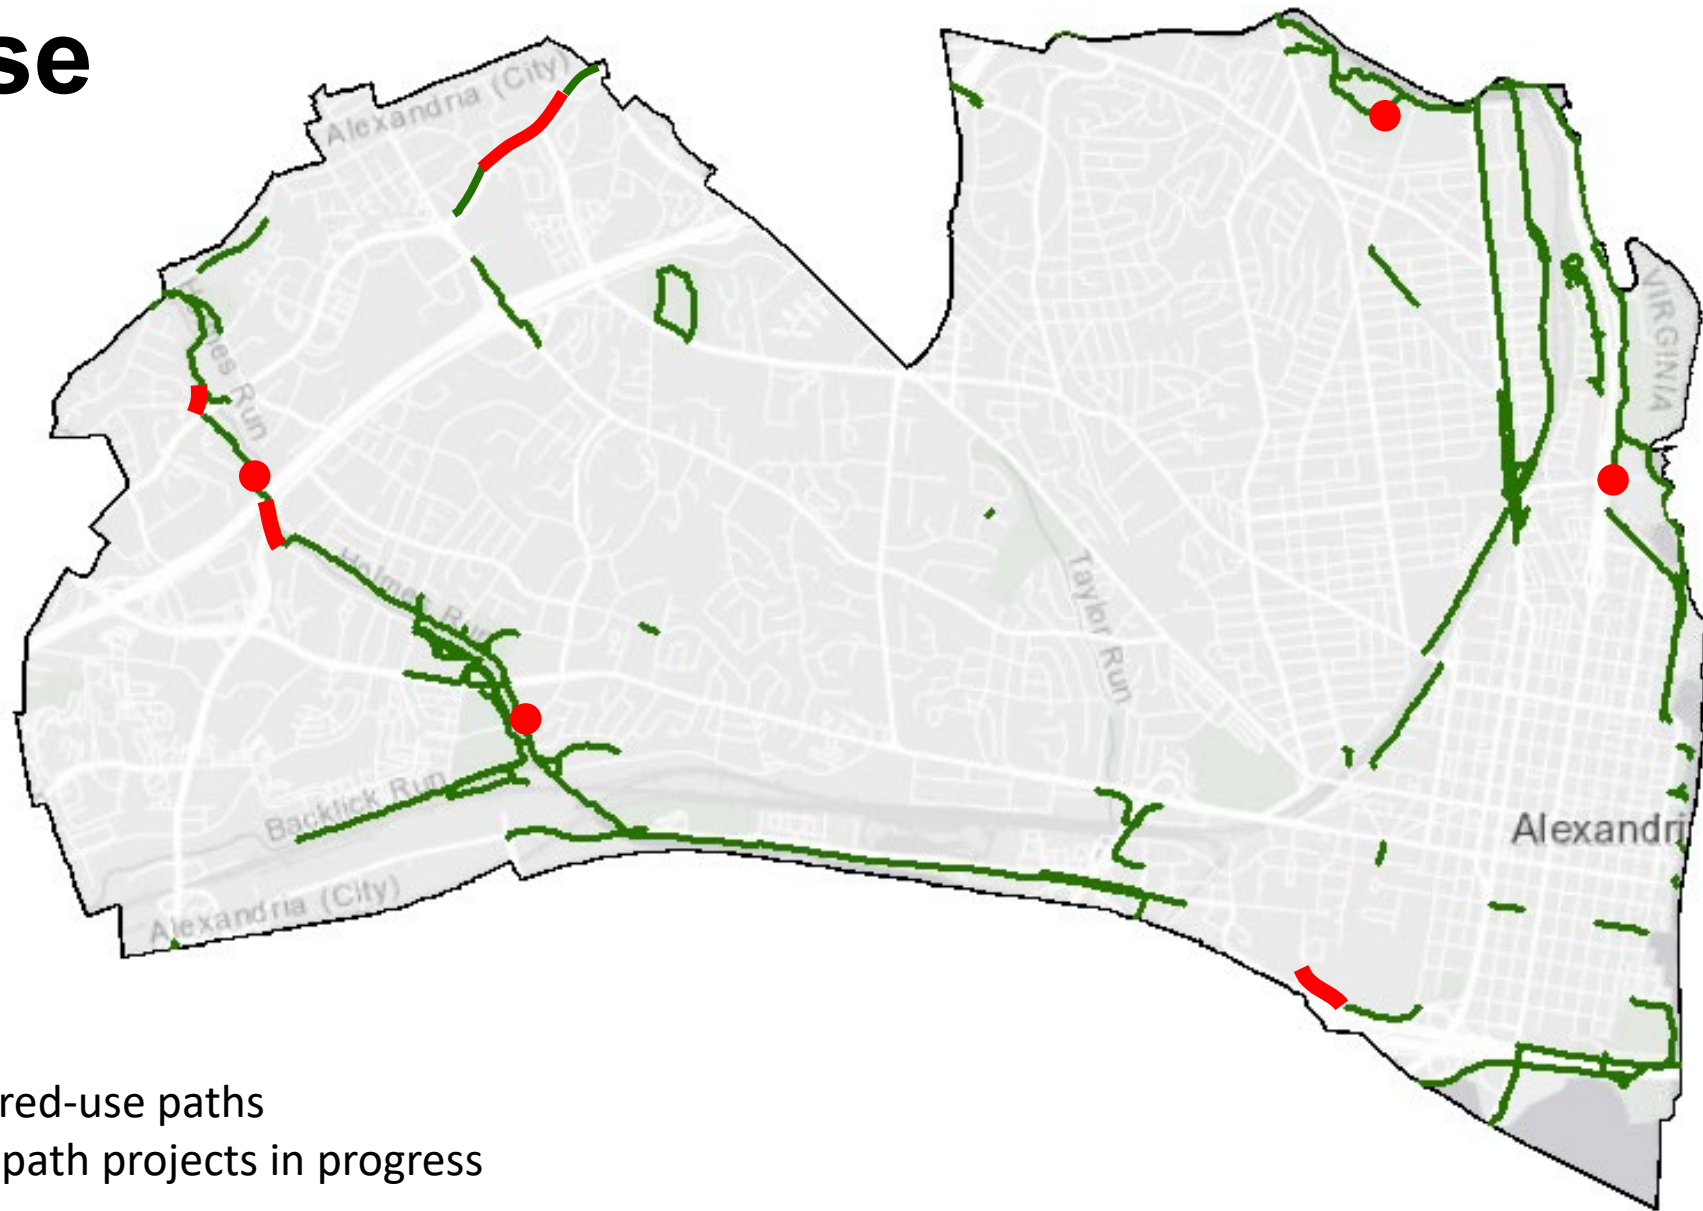 se
Alexandria (City)
VIRGINIA
Holmes Run
Holmes Run
Taylor Run
Backlick Run
Alexandri
Alexandria (City)
red-use paths
path projects in progress